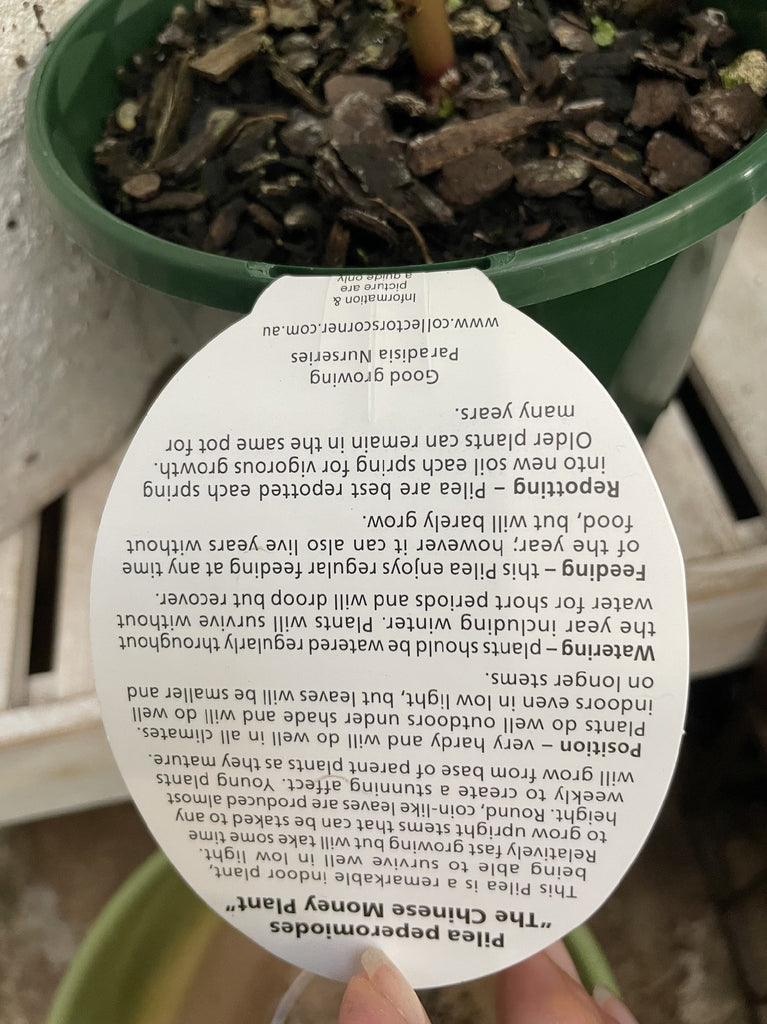 Pilea peperomiodes
"The Chinese Money Plant"
This Pilea is a remarkable indoor plant,
being able to survive well in low light.
Relatively fast growing but will take some time
to grow upright stems that can be staked to any
height. Round, coin-like leaves are produced almost
weekly to create a stunning affect. Young plants
will grow from base of parent plants as they mature.
Position – very hardy and will do well in all climates.
Plants do well outdoors under shade and will do well
indoors even in low light, but leaves will be smaller and
on longer stems.
Watering – plants should be watered regularly throughout
the year including winter. Plants will survive without
water for short periods and will droop but recover.
Feeding – this Pilea enjoys regular feeding at any time
of the year; however it can also live years without
food, but will barely grow.
Repotting – Pilea are best repotted each spring
into new soil each spring for vigorous growth.
Older plants can remain in the same pot for
many years.
Good growing
Paradisia Nurseries
www.collectorscorner.com.au
Information &
picture are
a guide only